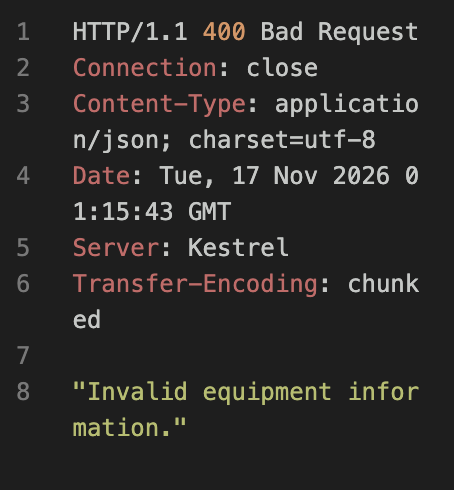 1 HTTP/1.1 400 Bad Request
2 Connection: close
3 Content-Type: applicatio
n/json; charset=utf-8
4 Date: Tue, 17 Nov 2026 0
1:15:43 GMT
5 Server: Kestrel
6 Transfer-Encoding: chunk
ed
7
8 "Invalid equipment infor
mation."